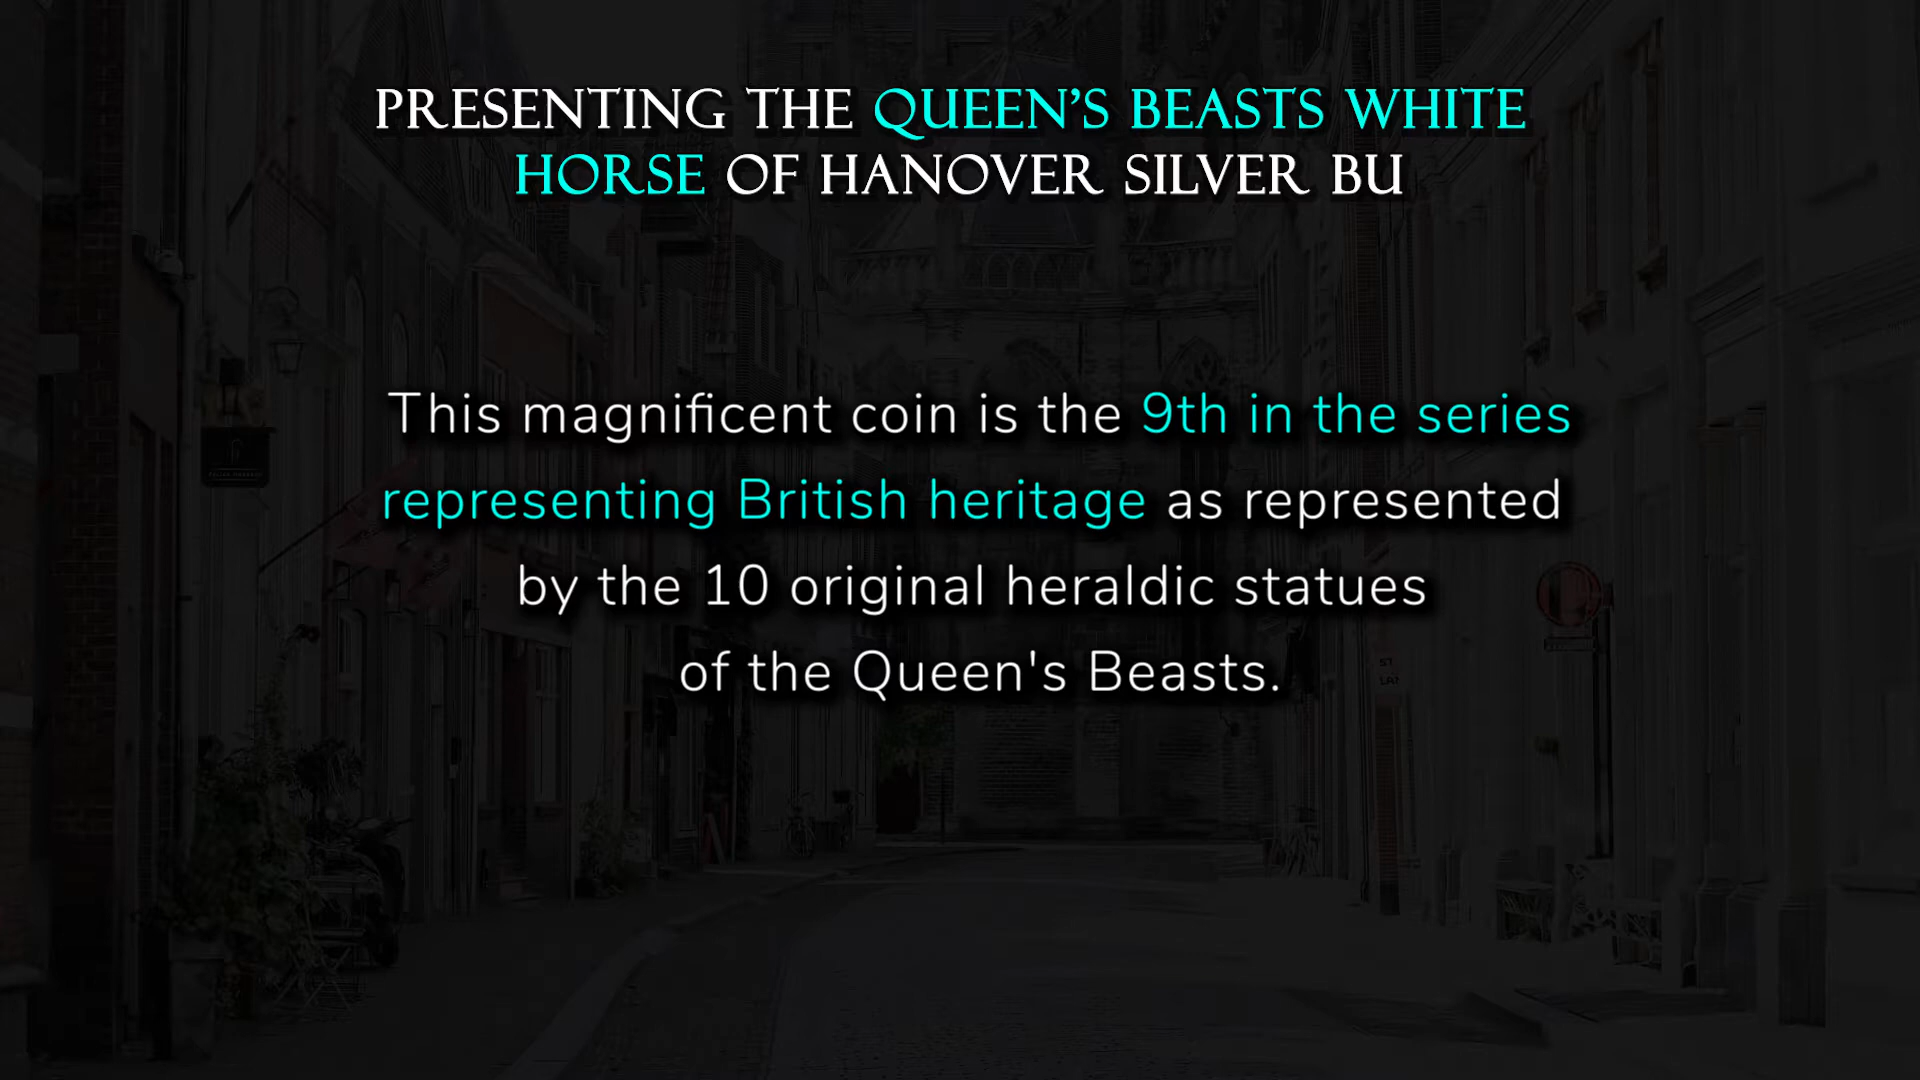 PRESENTING THE QUEEN’S BEASTS WHITE
HORSE OF HANOVER SILVER BU
This magnificent coin is the 9th in the series
representing British heritage as represented
by the 10 original heraldic statues
of the Queen's Beasts.